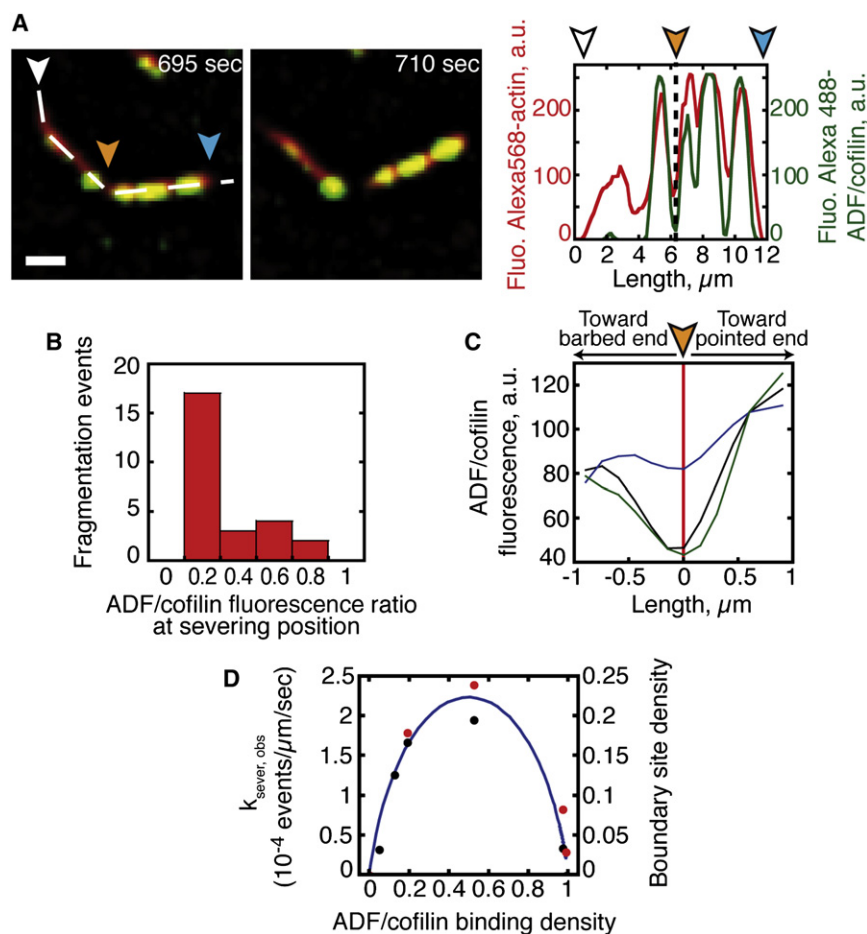 A
695 sec
710 sec
Fluo. Alexa568-actin, a.u.
200
100
0
0 2 4 6 8 10 12
Length, µm
200
100
0
Fluo. Alexa 488-
ADF/cofilin, a.u.
B
Fragmentation events
20
15
10
5
0
0 0.2 0.4 0.6 0.8 1
ADF/cofilin fluorescence ratio
at severing position
C
Toward
barbed end
Toward
pointed end
ADF/cofilin
fluorescence, a.u.
120
100
80
60
40
-1 -0.5 0 0.5 1
Length, µm
D
k sever, obs
(10-4 events/µm/sec)
2.5
2
1.5
1
0.5
0
0 0.2 0.4 0.6 0.8 1
ADF/cofilin binding density
0.25
0.20
0.15
0.1
0.05
0
Boundary site density